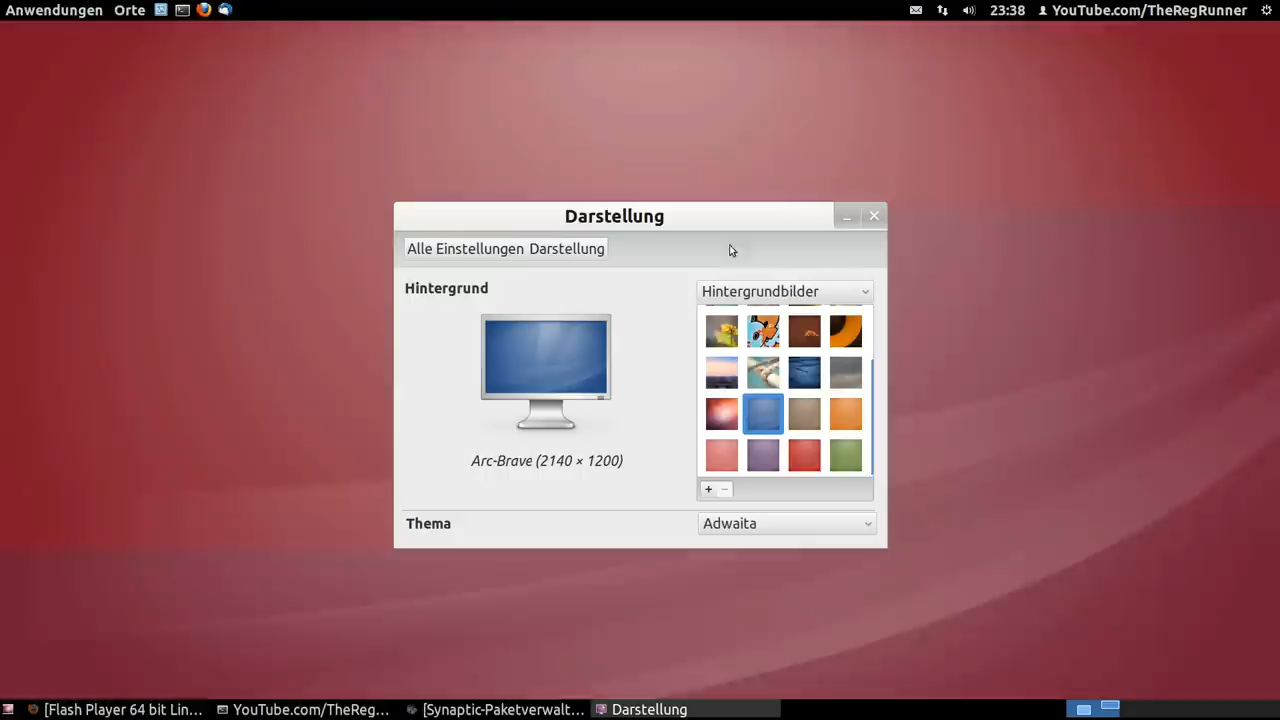 Anwendungen Orte 23:38 YouTube.com/TheRegRunner
Darstellung
Alle Einstellungen Darstellung
Hintergrund
Hintergrundbilder
Arc-Brave (2140 × 1200)
Thema
Adwaita
[Flash Player 64 bit Lin... YouTube.com/TheReg... [Synaptic-Paketverwalt... Darstellung